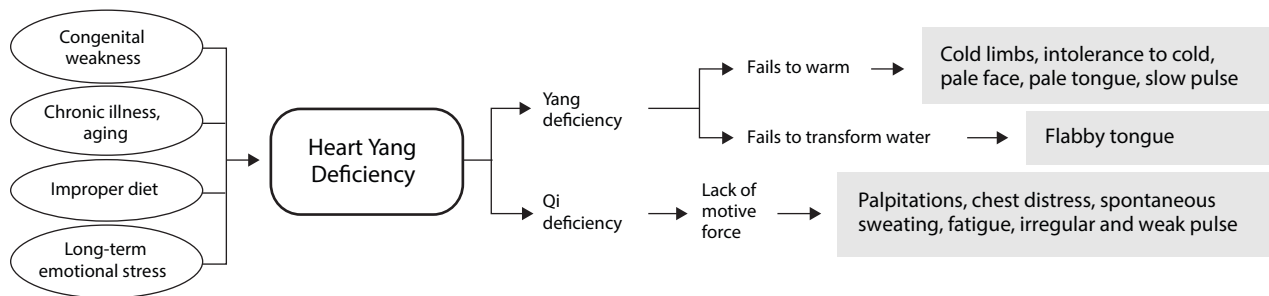 Congenital
weakness
Chronic illness,
aging
Improper diet
Long-term
emotional stress
Heart Yang
Deficiency
Yang
deficiency
Fails to warm
Cold limbs, intolerance to cold,
pale face, pale tongue, slow pulse
Fails to transform water
Flabby tongue
Qi
deficiency
Lack of
motive
force
Palpitations, chest distress, spontaneous
sweating, fatigue, irregular and weak pulse